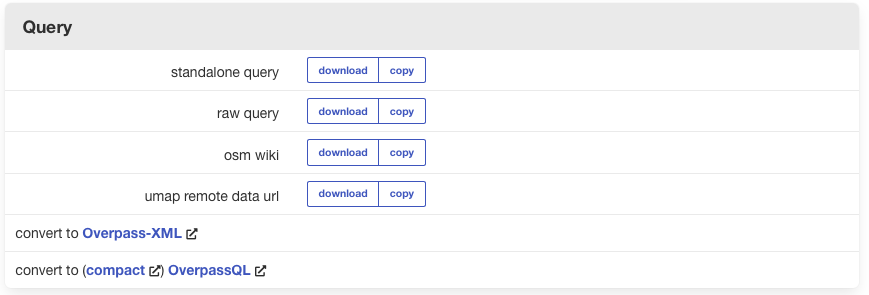 Query
standalone query download copy
raw query download copy
osm wiki download copy
umap remote data url download copy
convert to Overpass-XML
convert to (compact) OverpassQL